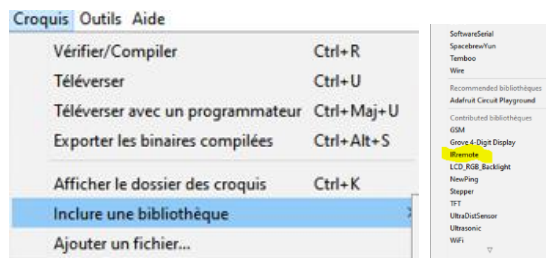 Croquis Outils Aide
Vérifier/Compiler Ctrl+R
Téléverser Ctrl+U
Téléverser avec un programmateur Ctrl+Maj+U
Exporter les binaires compilées Ctrl+Alt+S
Afficher le dossier des croquis Ctrl+K
Inclure une bibliothèque
Ajouter un fichier...
SoftwareSerial
SpacebrewYun
Temboo
Wire
Recommended bibliothèques
Adafruit Circuit Playground
Contributed bibliothèques
GSM
Grove 4-Digit Display
IRremote
LCD_RGB_Backlight
NewPing
Stepper
TFT
UltraDistSensor
Ultrasonic
WiFi